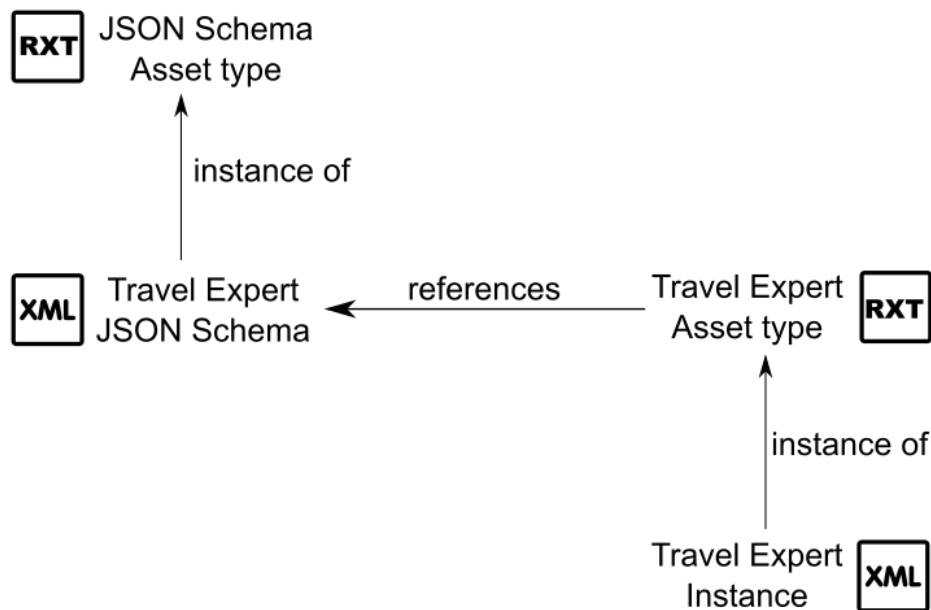 RXT
JSON Schema
Asset type
instance of
XML
Travel Expert
JSON Schema
references
Travel Expert
Asset type
RXT
instance of
Travel Expert
Instance
XML